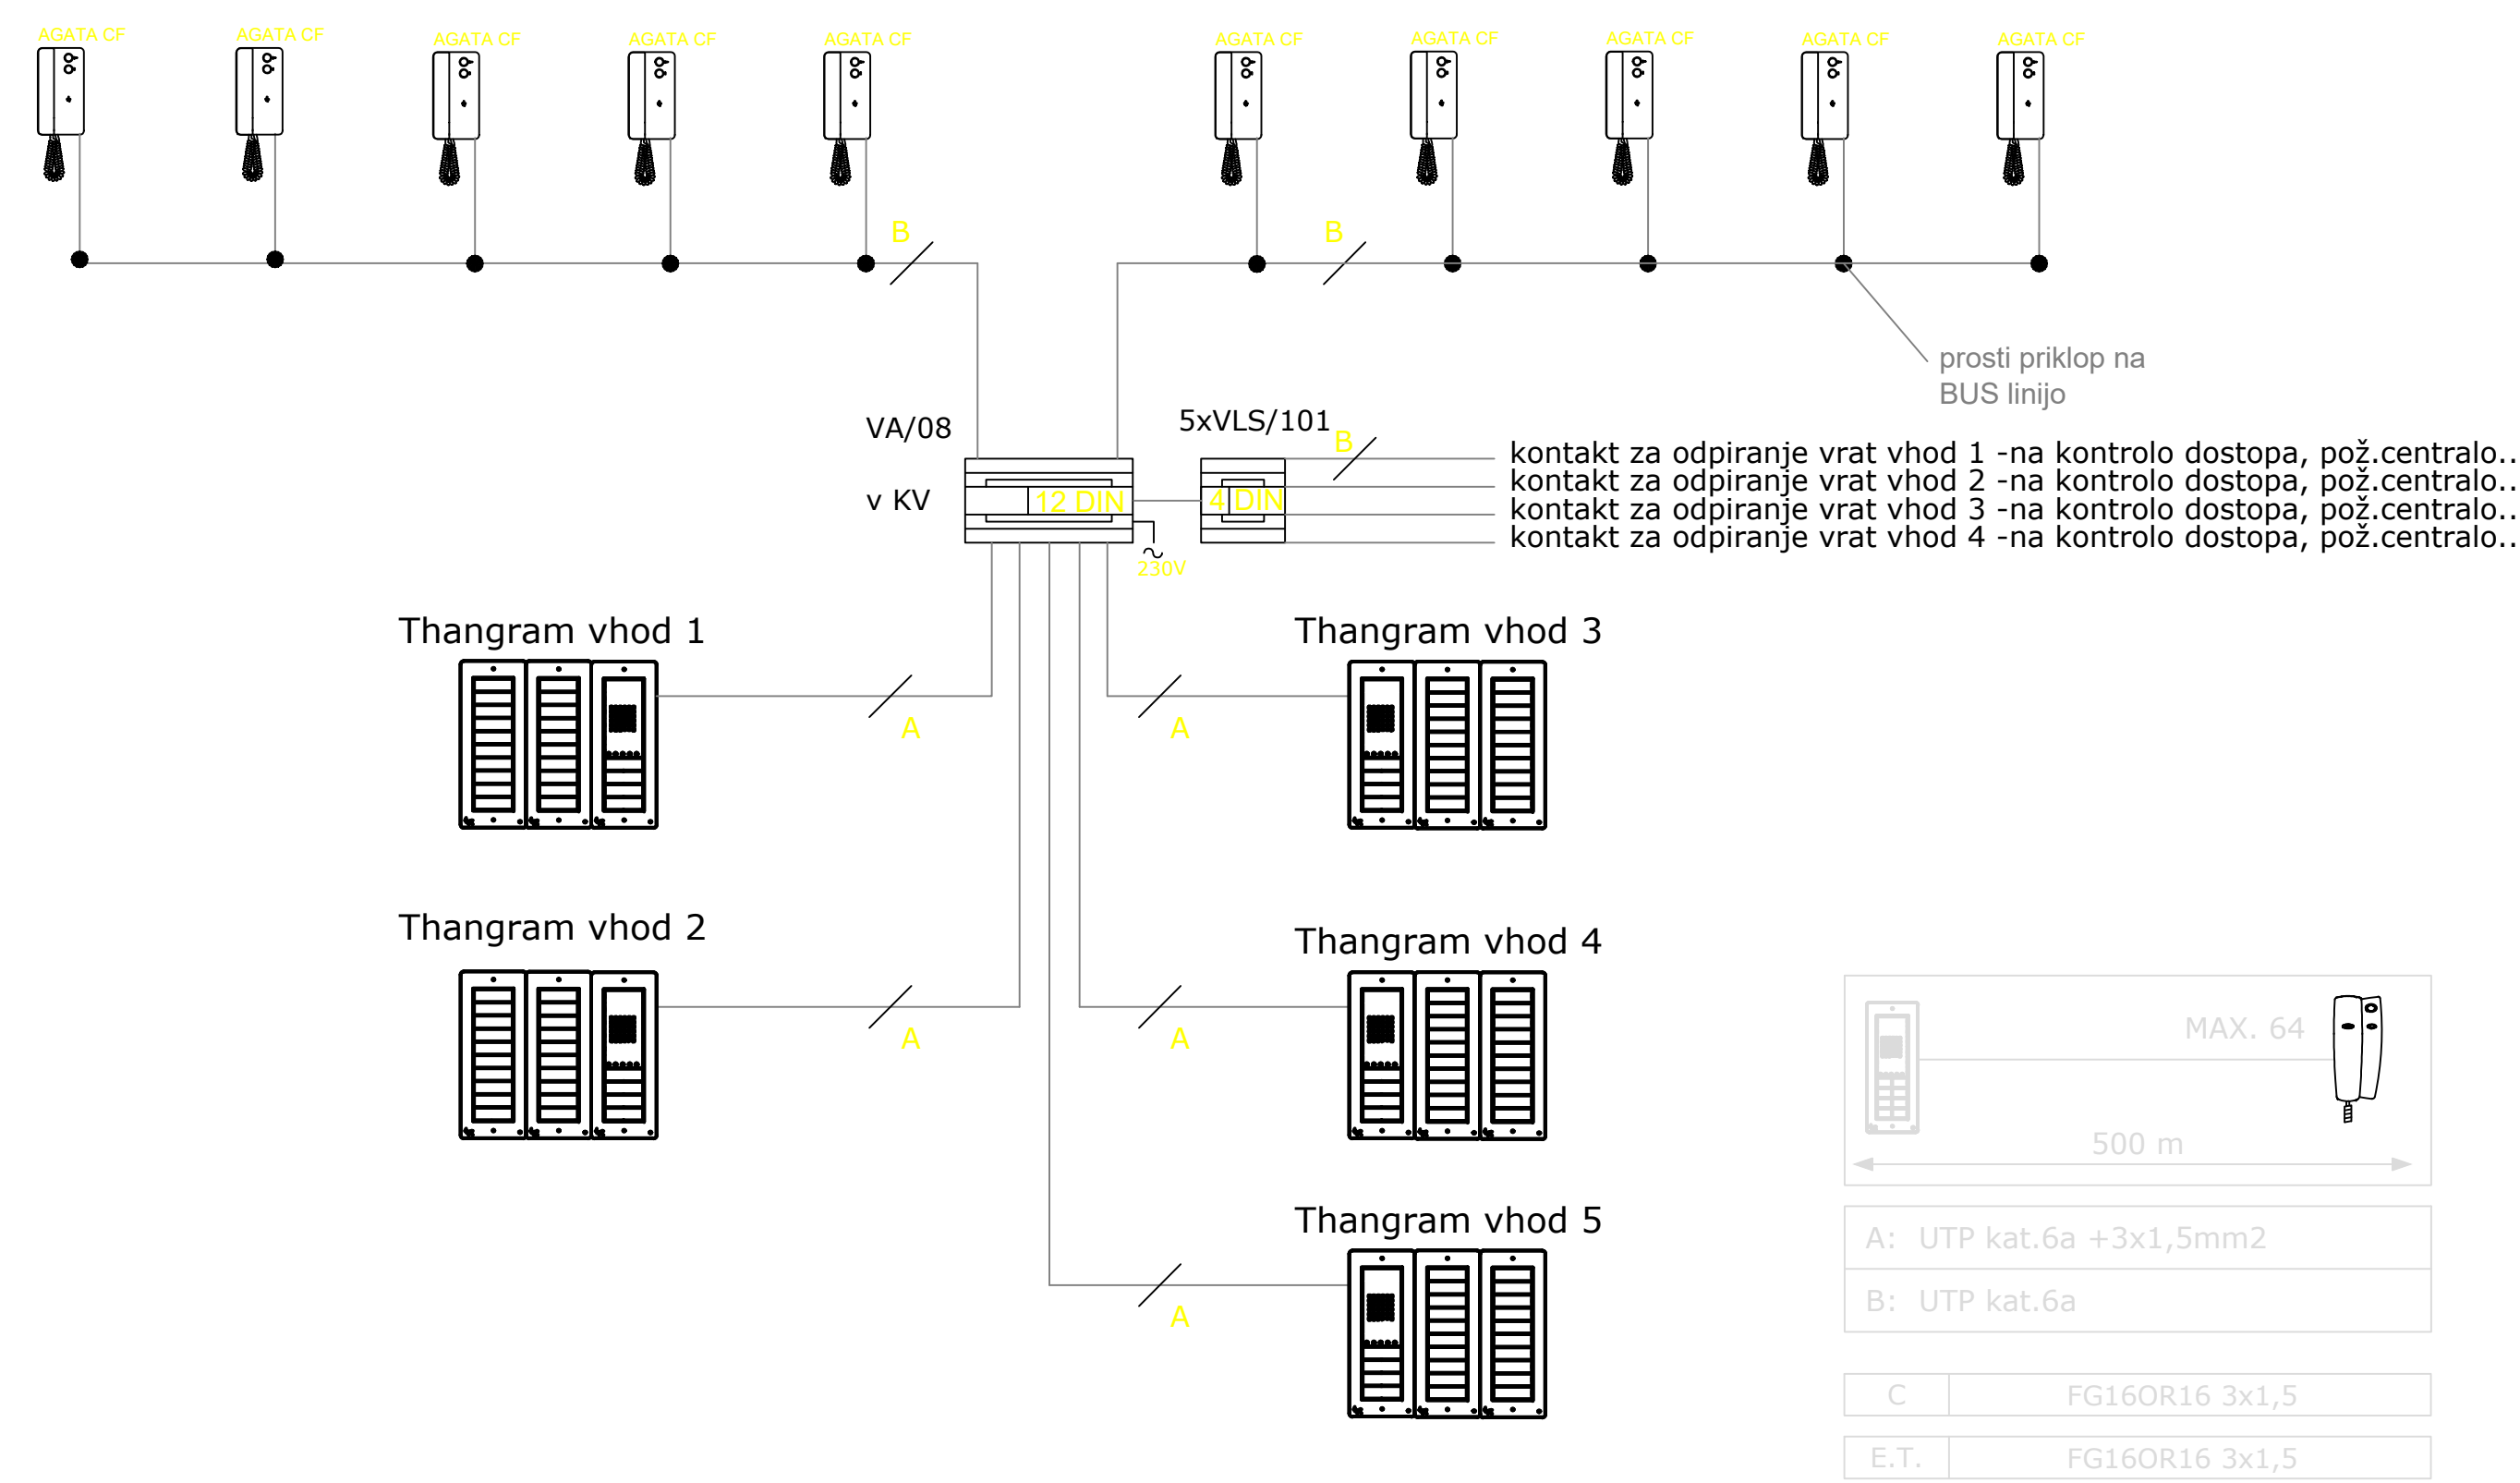 AGATA CF
AGATA CF
AGATA CF
AGATA CF
AGATA CF
AGATA CF
AGATA CF
AGATA CF
AGATA CF
AGATA CF
B
B
prosti priklop na
BUS linijo
VA/08
5xVLS/101
B
kontakt za odpiranje vrat vhod 1 -na kontrolo dostopa, pož.centralo..
kontakt za odpiranje vrat vhod 2 -na kontrolo dostopa, pož.centralo..
kontakt za odpiranje vrat vhod 3 -na kontrolo dostopa, pož.centralo..
kontakt za odpiranje vrat vhod 4 -na kontrolo dostopa, pož.centralo..
v KV
12 DIN
4 DIN
230V
Thangram vhod 1
Thangram vhod 3
A
A
Thangram vhod 2
Thangram vhod 4
A
A
MAX. 64
500 m
Thangram vhod 5
A
A: UTP kat.6a +3x1,5mm2
B: UTP kat.6a
C FG16OR16 3x1,5
E.T. FG16OR16 3x1,5